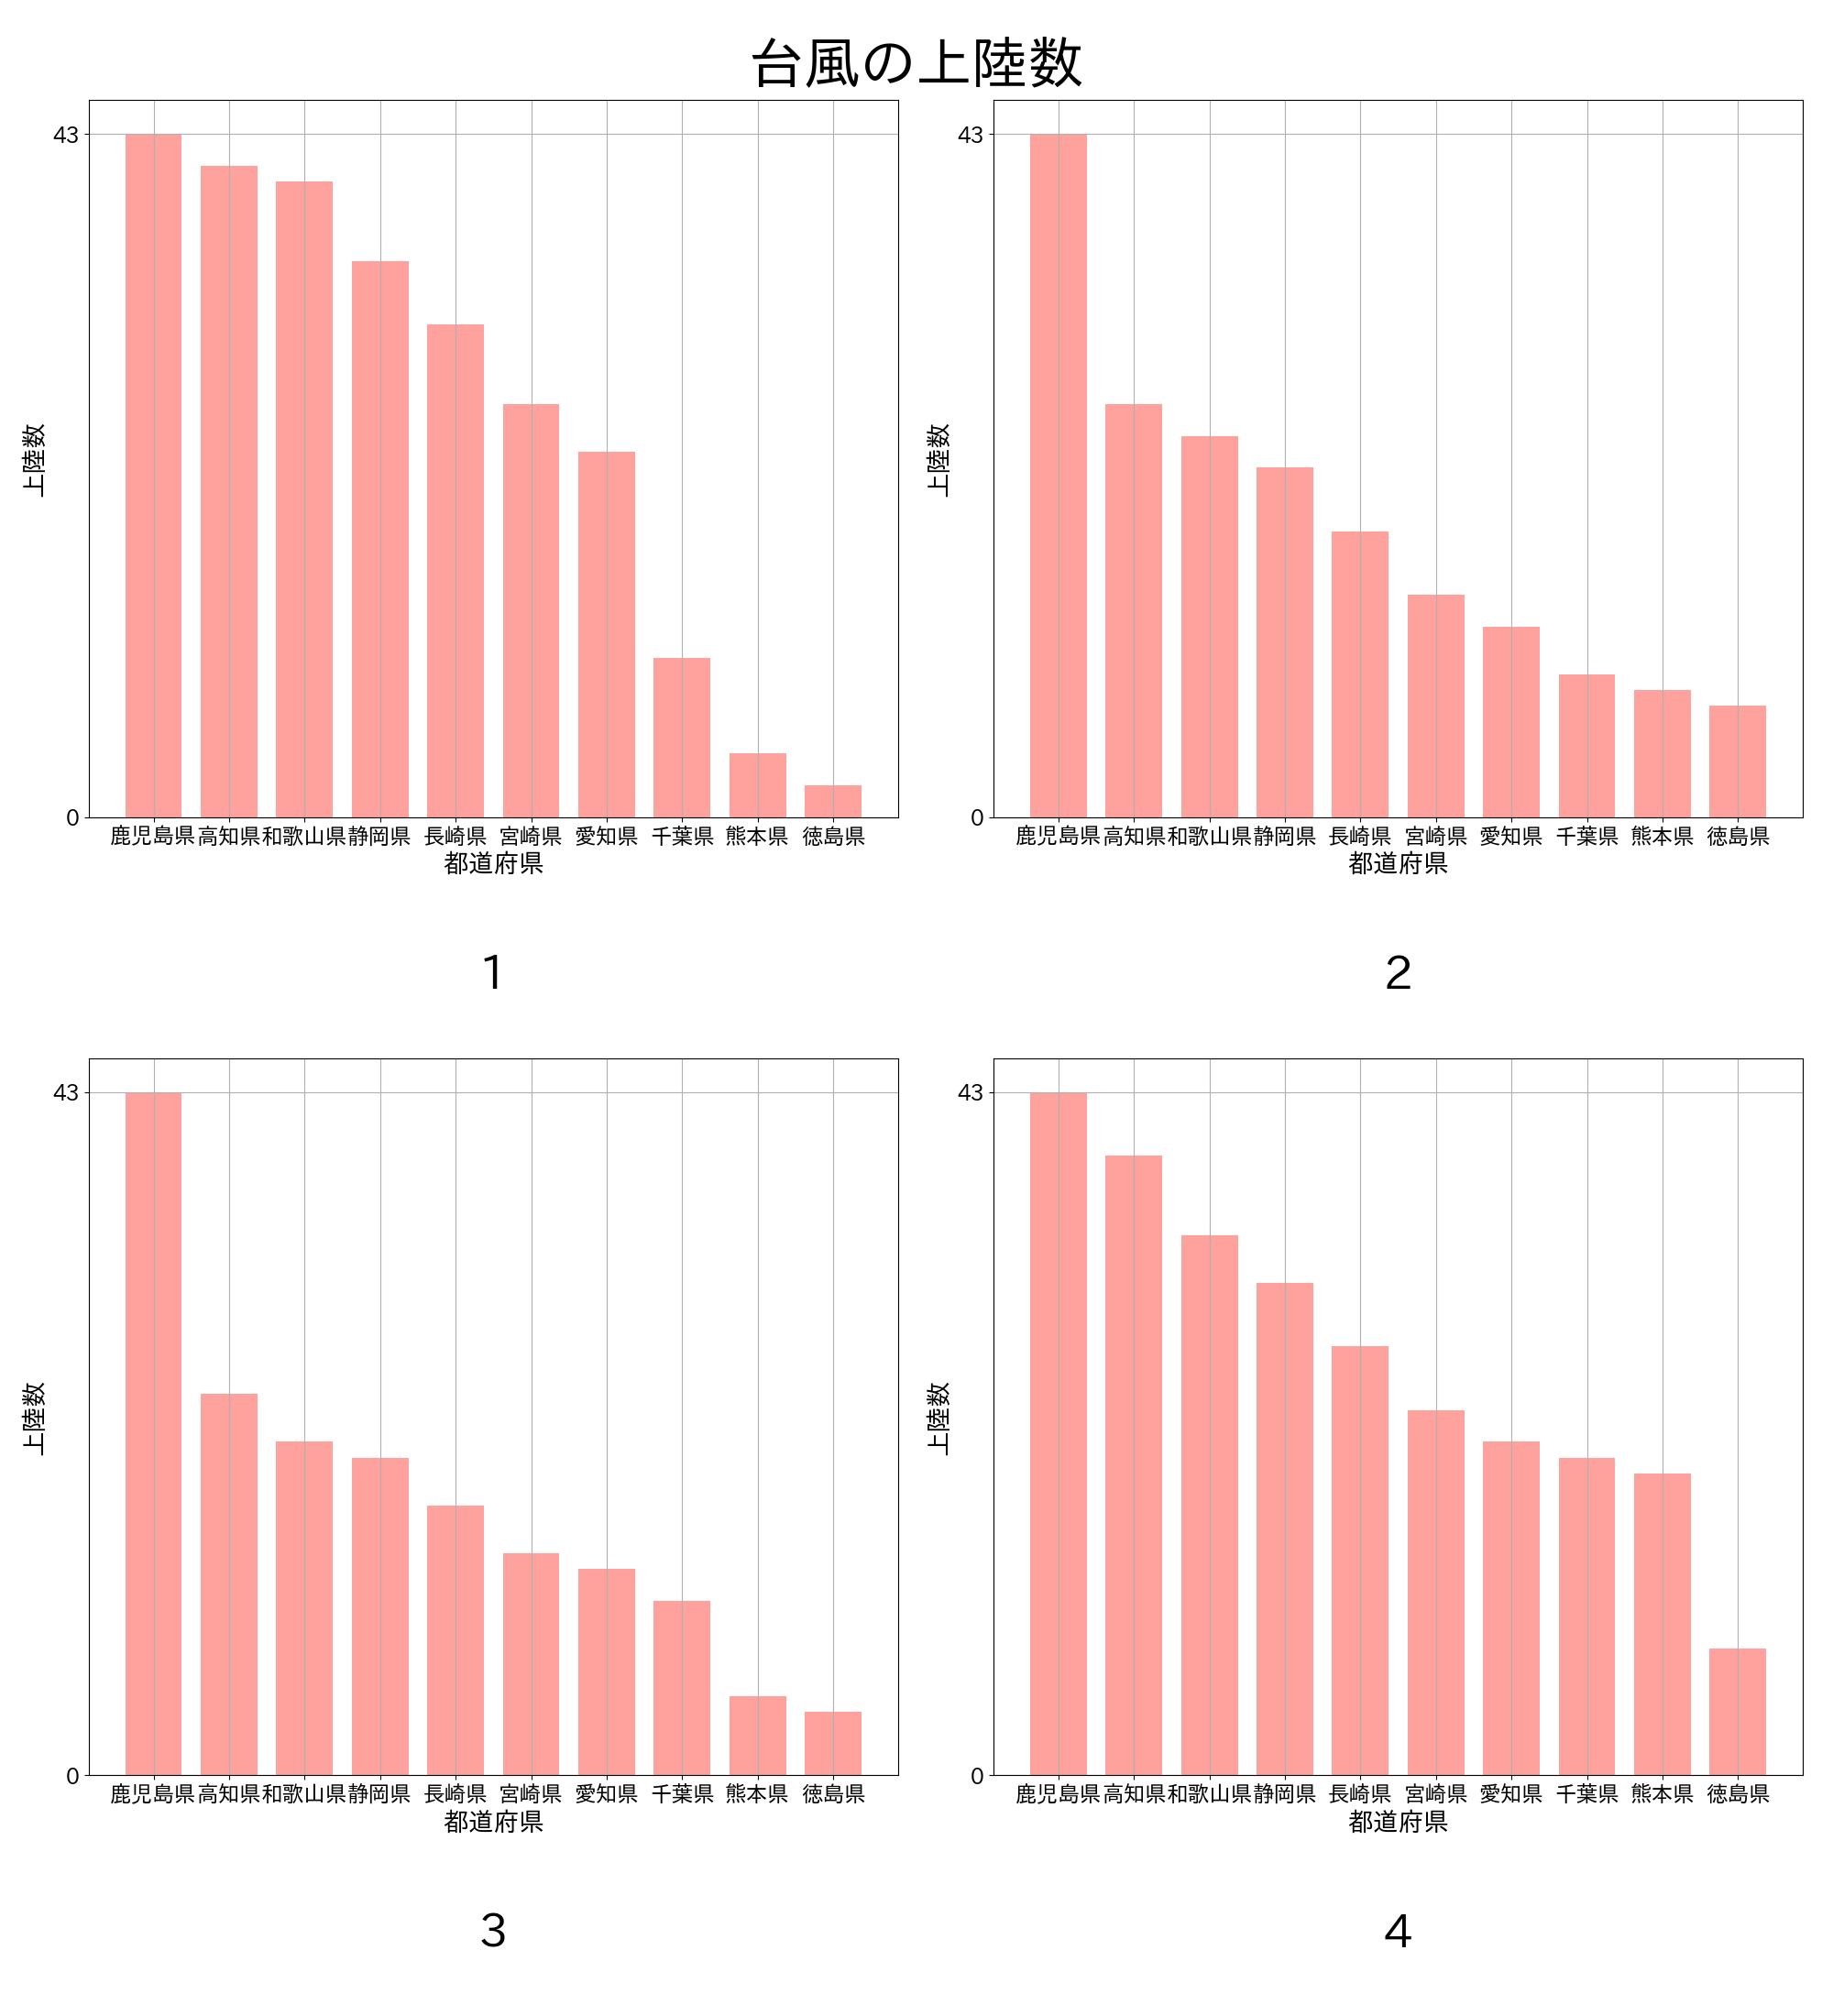 台風の上陸数
43
0
上陸数
鹿児島県 高知県 和歌山県 静岡県 長崎県 宮崎県 愛知県 千葉県 熊本県 徳島県
都道府県
1
43
0
上陸数
鹿児島県 高知県 和歌山県 静岡県 長崎県 宮崎県 愛知県 千葉県 熊本県 徳島県
都道府県
2
43
0
上陸数
鹿児島県 高知県 和歌山県 静岡県 長崎県 宮崎県 愛知県 千葉県 熊本県 徳島県
都道府県
3
43
0
上陸数
鹿児島県 高知県 和歌山県 静岡県 長崎県 宮崎県 愛知県 千葉県 熊本県 徳島県
都道府県
4